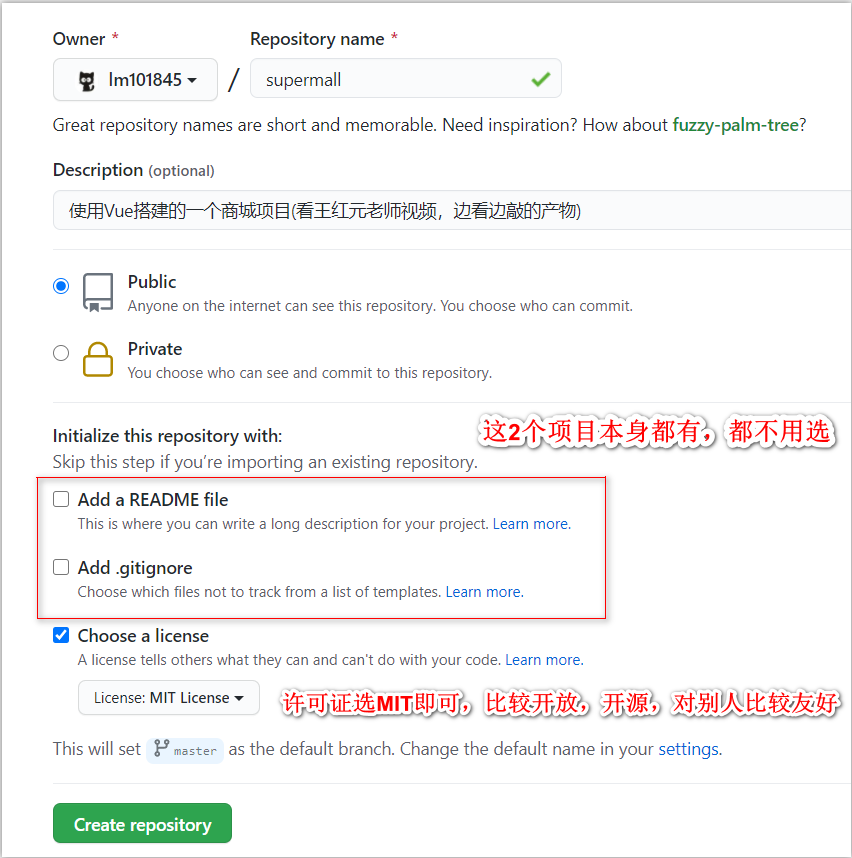 Owner *
Repository name *
lm101845 / supermall
Great repository names are short and memorable. Need inspiration? How about fuzzy-palm-tree?
Description (optional)
使用Vue搭建的一个商城项目(看王红元老师视频，边看边敲的产物)
Public
Anyone on the internet can see this repository. You choose who can commit.
Private
You choose who can see and commit to this repository.
这2个项目本身都有，都不用选
Initialize this repository with:
Skip this step if you’re importing an existing repository.
Add a README file
This is where you can write a long description for your project. Learn more.
Add .gitignore
Choose which files not to track from a list of templates. Learn more.
Choose a license
A license tells others what they can and can't do with your code. Learn more.
License: MIT License
许可证选MIT即可，比较开放，开源，对别人比较友好
This will set master as the default branch. Change the default name in your settings.
Create repository